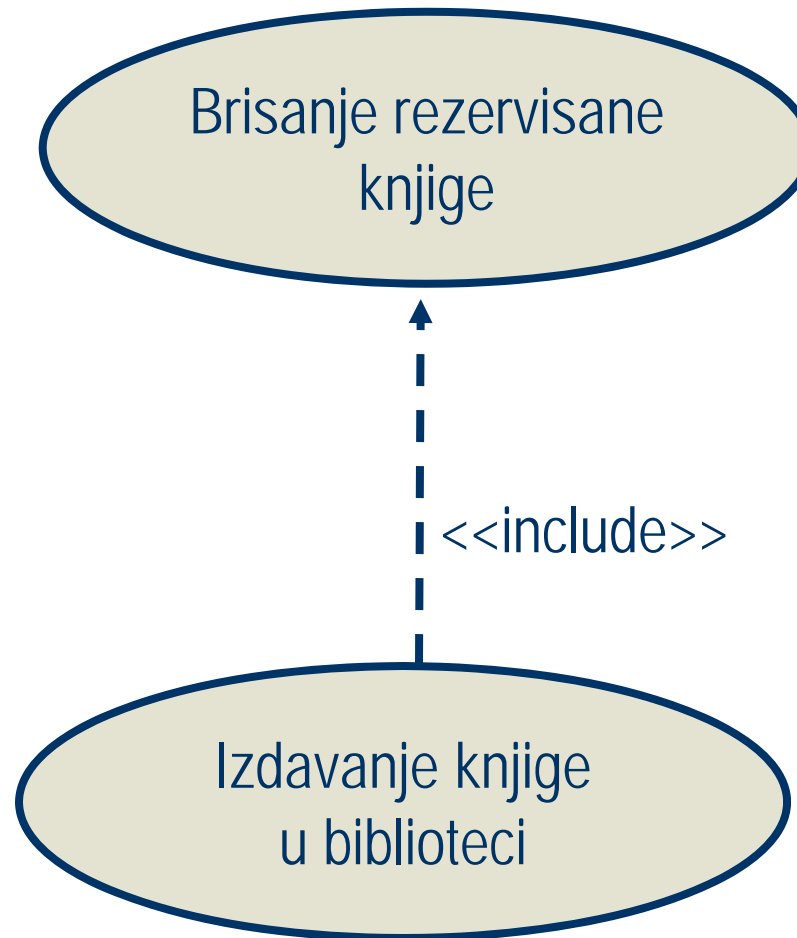 Brisanje rezervisane
knjige
<<include>>
Izdavanje knjige
u biblioteci